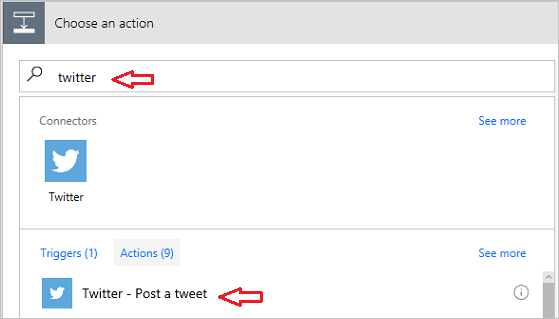 Choose an action
twitter
Connectors
See more
Twitter
Triggers (1) Actions (9) See more
Twitter - Post a tweet